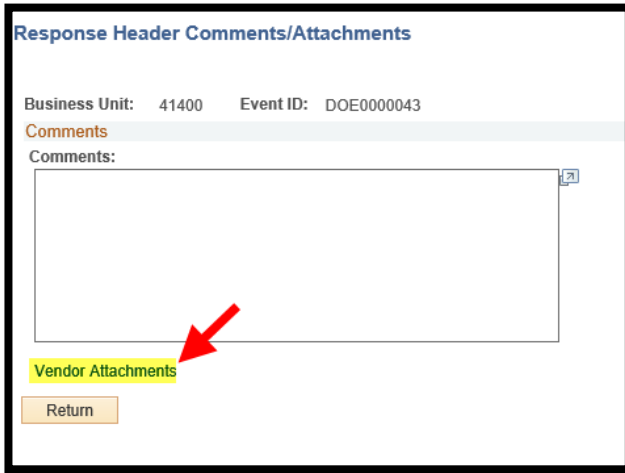 Response Header Comments/Attachments
Business Unit: 41400 Event ID: DOE0000043
Comments
Comments:
Vendor Attachments
Return